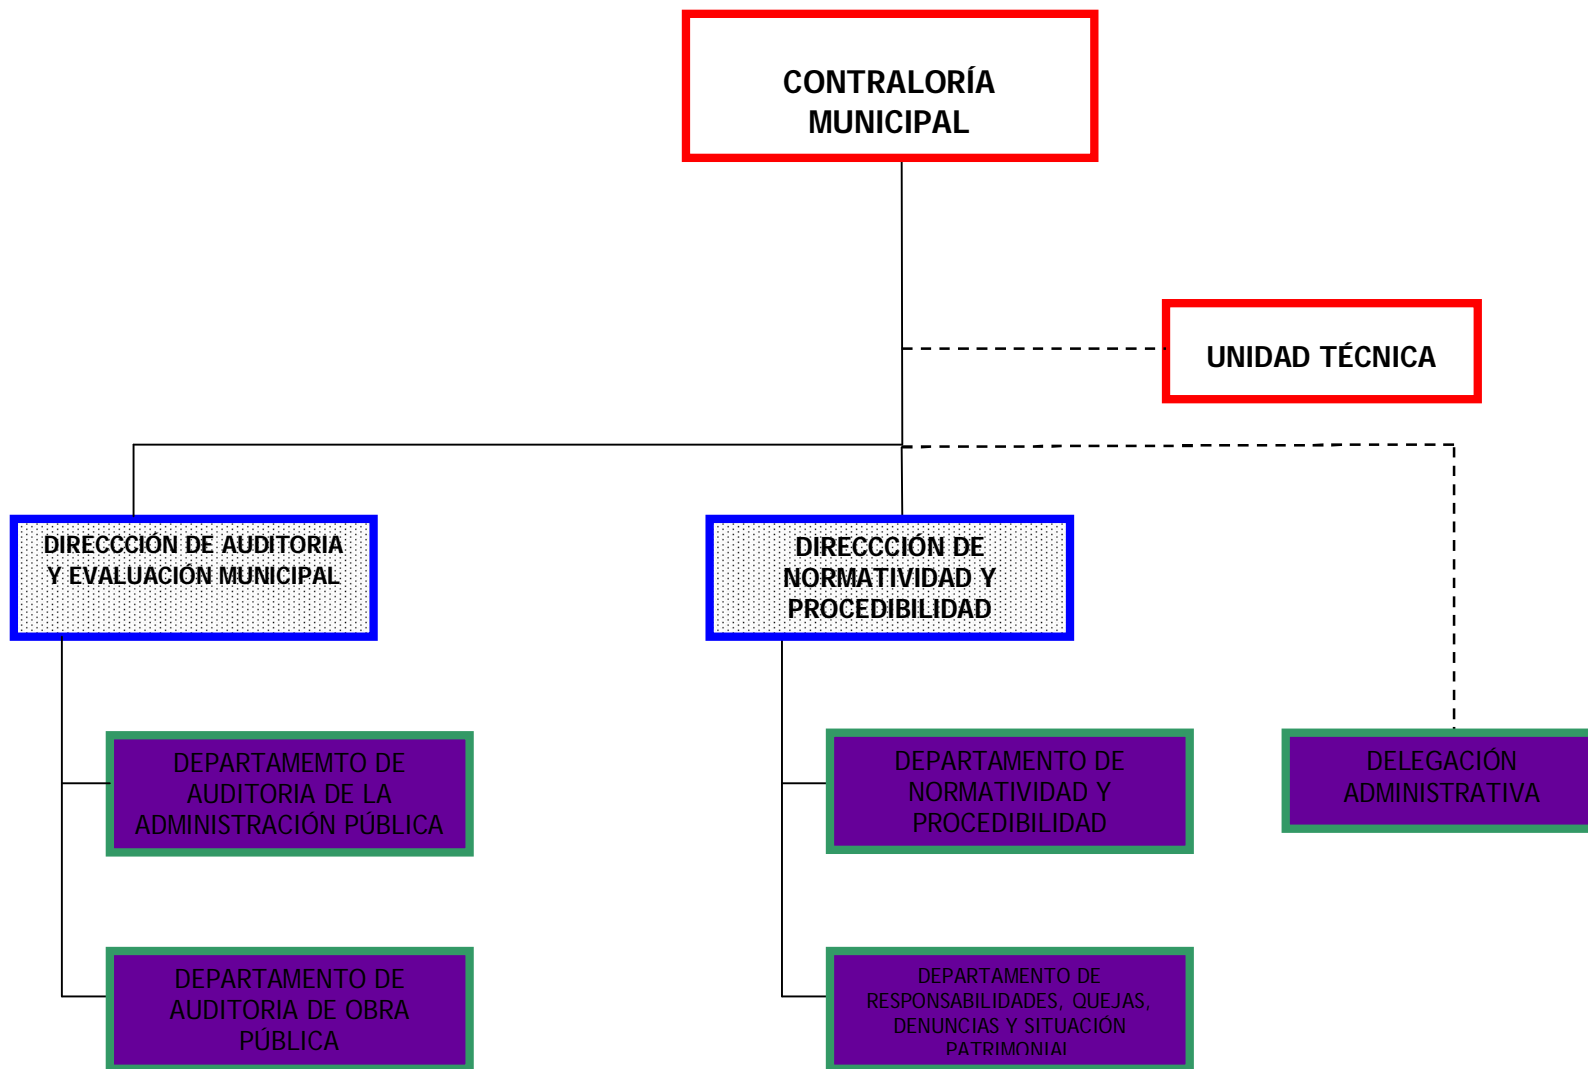 CONTRALORÍA
MUNICIPAL
UNIDAD TÉCNICA
DIRECCCIÓN DE AUDITORIA
Y EVALUACIÓN MUNICIPAL
DIRECCCIÓN DE
NORMATIVIDAD Y
PROCEDIBILIDAD
DEPARTAMEMTO DE
AUDITORIA DE LA
ADMINISTRACIÓN PÚBLICA
DEPARTAMENTO DE
NORMATIVIDAD Y
PROCEDIBILIDAD
DELEGACIÓN
ADMINISTRATIVA
DEPARTAMENTO DE
AUDITORIA DE OBRA
PÚBLICA
DEPARTAMENTO DE
RESPONSABILIDADES, QUEJAS,
DENUNCIAS Y SITUACIÓN
PATRIMONIAL